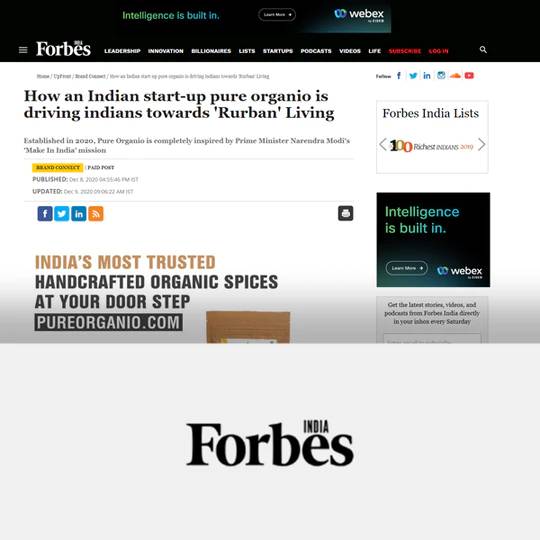 Intelligence is built in.
Learn More
webex
by CISCO
Forbes
INDIA
LEADERSHIP INNOVATION BILLIONAIRES LISTS STARTUPS PODCASTS VIDEOS LIFE SUBSCRIBE LOG IN
Home / UpFront / Brand Connect / How an Indian start-up pure organio is driving indians towards 'Rurban' Living
Follow
How an Indian start-up pure organio is
driving indians towards 'Rurban' Living
Established in 2020, Pure Organio is completely inspired by Prime Minister Narendra Modi's
'Make In India' mission
BRAND CONNECT | PAID POST
PUBLISHED: Dec 8, 2020 04:55:46 PM IST
UPDATED: Dec 9, 2020 09:06:22 AM IST
INDIA'S MOST TRUSTED
HANDCRAFTED ORGANIC SPICES
AT YOUR DOOR STEP
PUREORGANIO.COM
Forbes India Lists
100 Richest INDIANS 2019
Intelligence
is built in.
Learn More
webex
by CISCO
Get the latest stories, videos, and
podcasts from Forbes India directly
in your inbox every Saturday
Forbes
INDIA